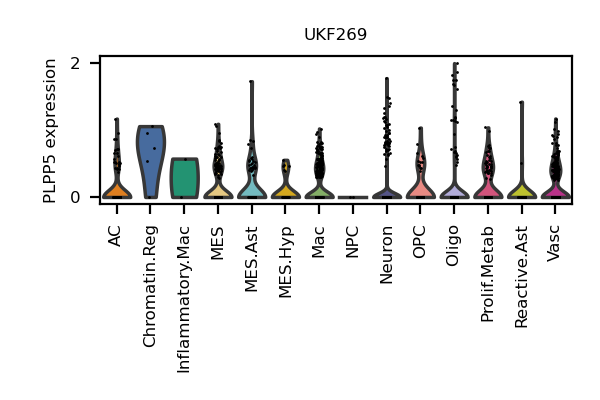 UKF269
PLPP5 expression
2
0
AC
Chromatin.Reg
Inflammatory.Mac
MES
MES.Ast
MES.Hyp
Mac
NPC
Neuron
OPC
Oligo
Prolif.Metab
Reactive.Ast
Vasc